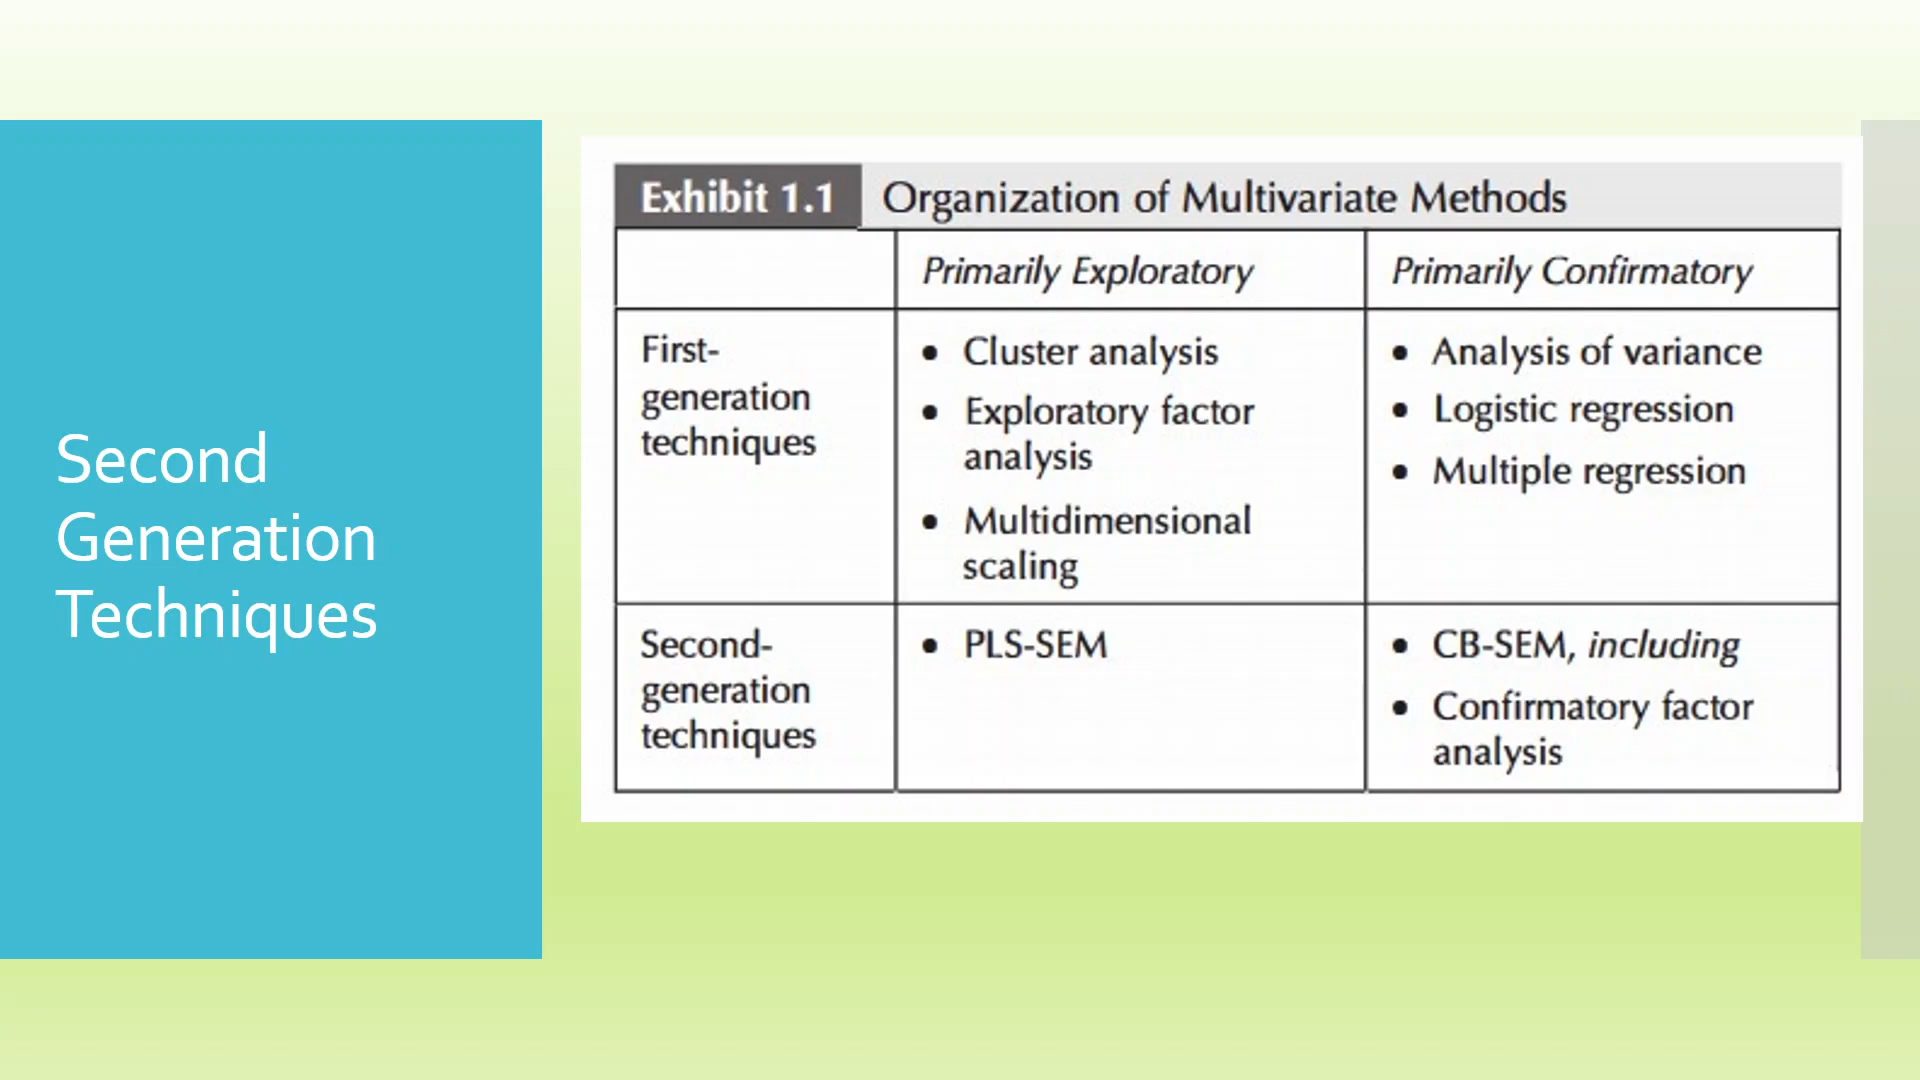 Second
Generation
Techniques
Exhibit 1.1 Organization of Multivariate Methods
Primarily Exploratory
Primarily Confirmatory
First-
generation
techniques
• Cluster analysis
• Exploratory factor
analysis
• Multidimensional
scaling
• Analysis of variance
• Logistic regression
• Multiple regression
Second-
generation
techniques
• PLS-SEM
• CB-SEM, including
• Confirmatory factor
analysis